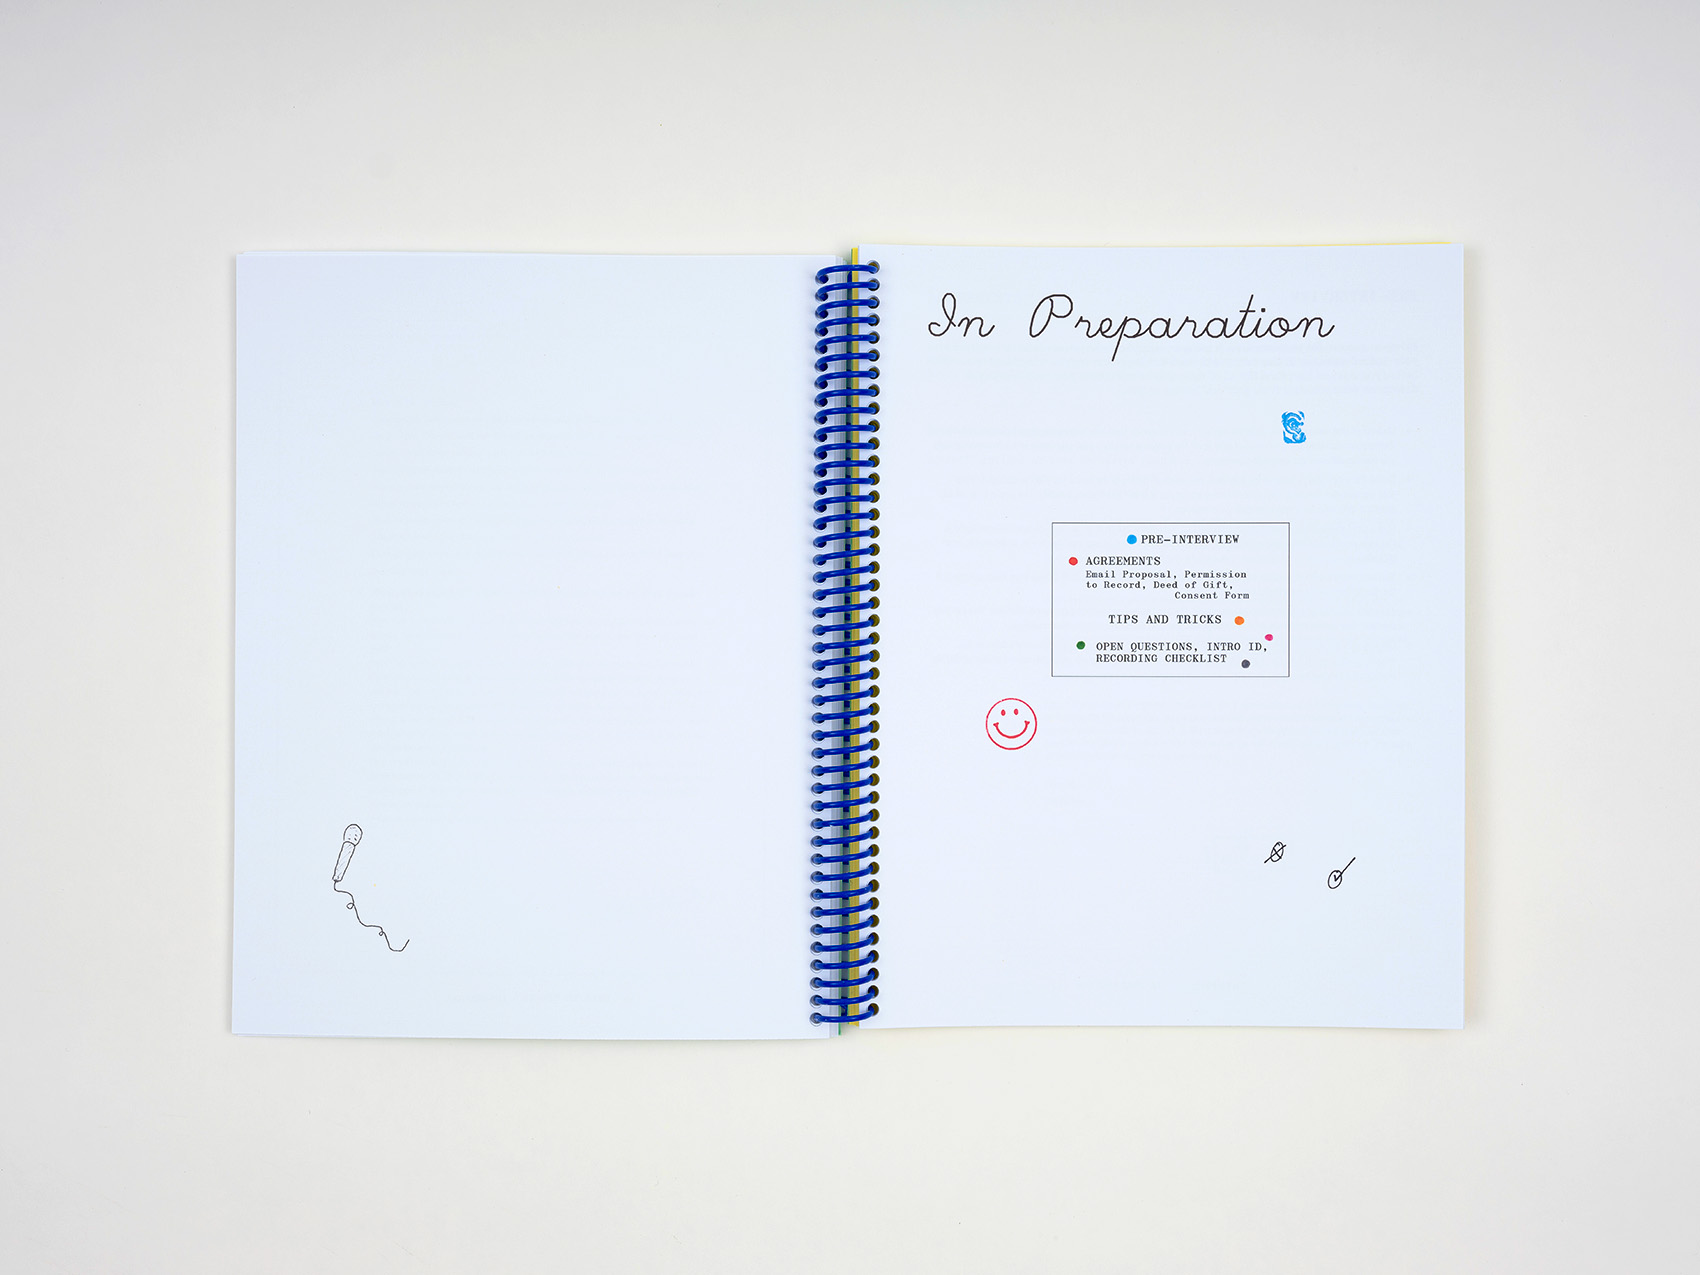 In Preparation
PRE-INTERVIEW
AGREEMENTS
Email Proposal, Permission
to Record, Deed of Gift,
Consent Form
TIPS AND TRICKS
OPEN QUESTIONS, INTRO ID,
RECORDING CHECKLIST